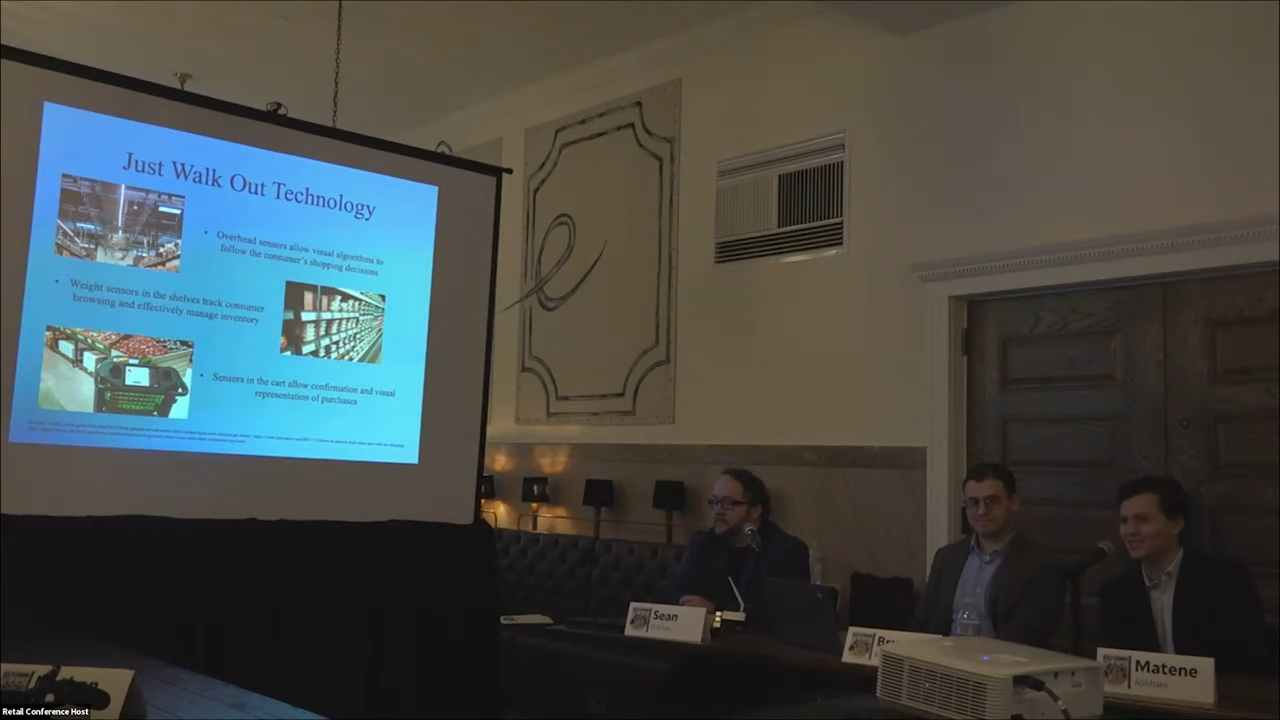 Just Walk Out Technology
• Overhead sensors allow visual algorithms to
follow the consumer's shopping decisions
• Weight sensors in the shelves track consumer
browsing and effectively manage inventory
• Sensors in the cart allow confirmation and visual
representation of purchases
e
Sean
Matene
Alikhani
Retail Conference Host